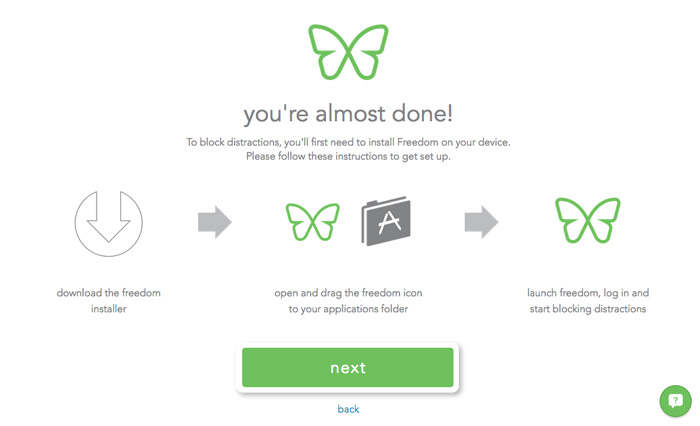 you're almost done!
To block distractions, you'll first need to install Freedom on your device.
Please follow these instructions to get set up.
download the freedom
installer
open and drag the freedom icon
to your applications folder
launch freedom, log in and
start blocking distractions
next
back
?